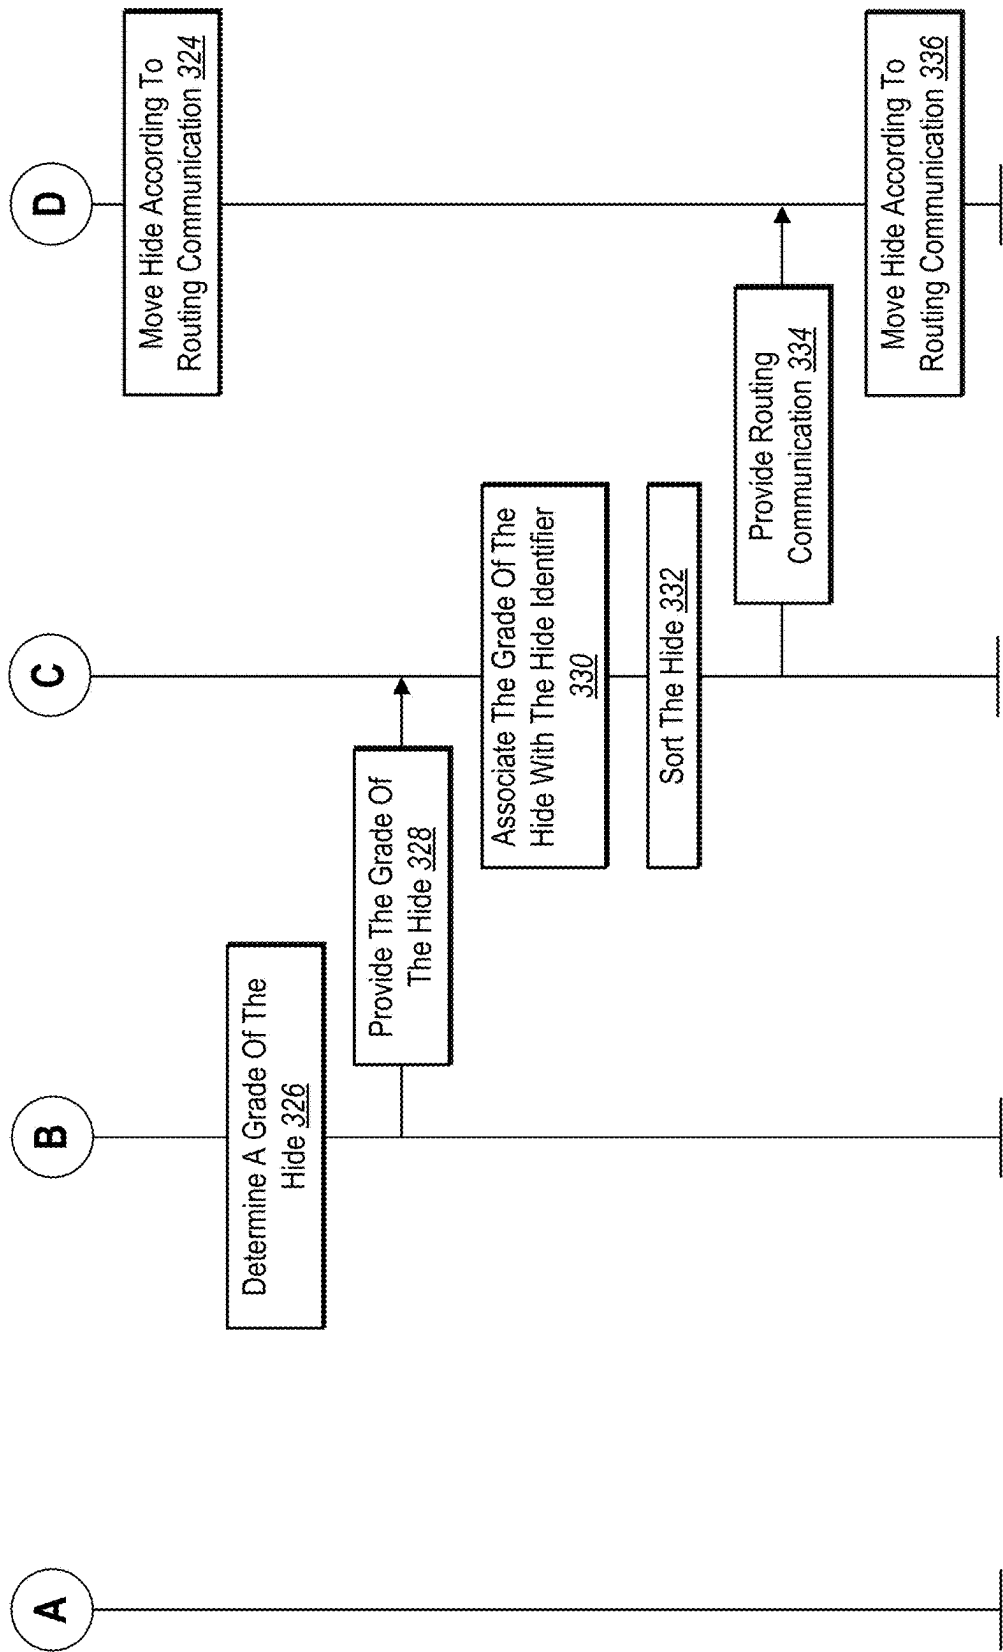 A
B
C
D
Move Hide According To
Routing Communication 324
Determine A Grade Of The
Hide 326
Provide The Grade Of
The Hide 328
Associate The Grade Of The
Hide With The Hide Identifier
330
Sort The Hide 332
Provide Routing
Communication 334
Move Hide According To
Routing Communication 336